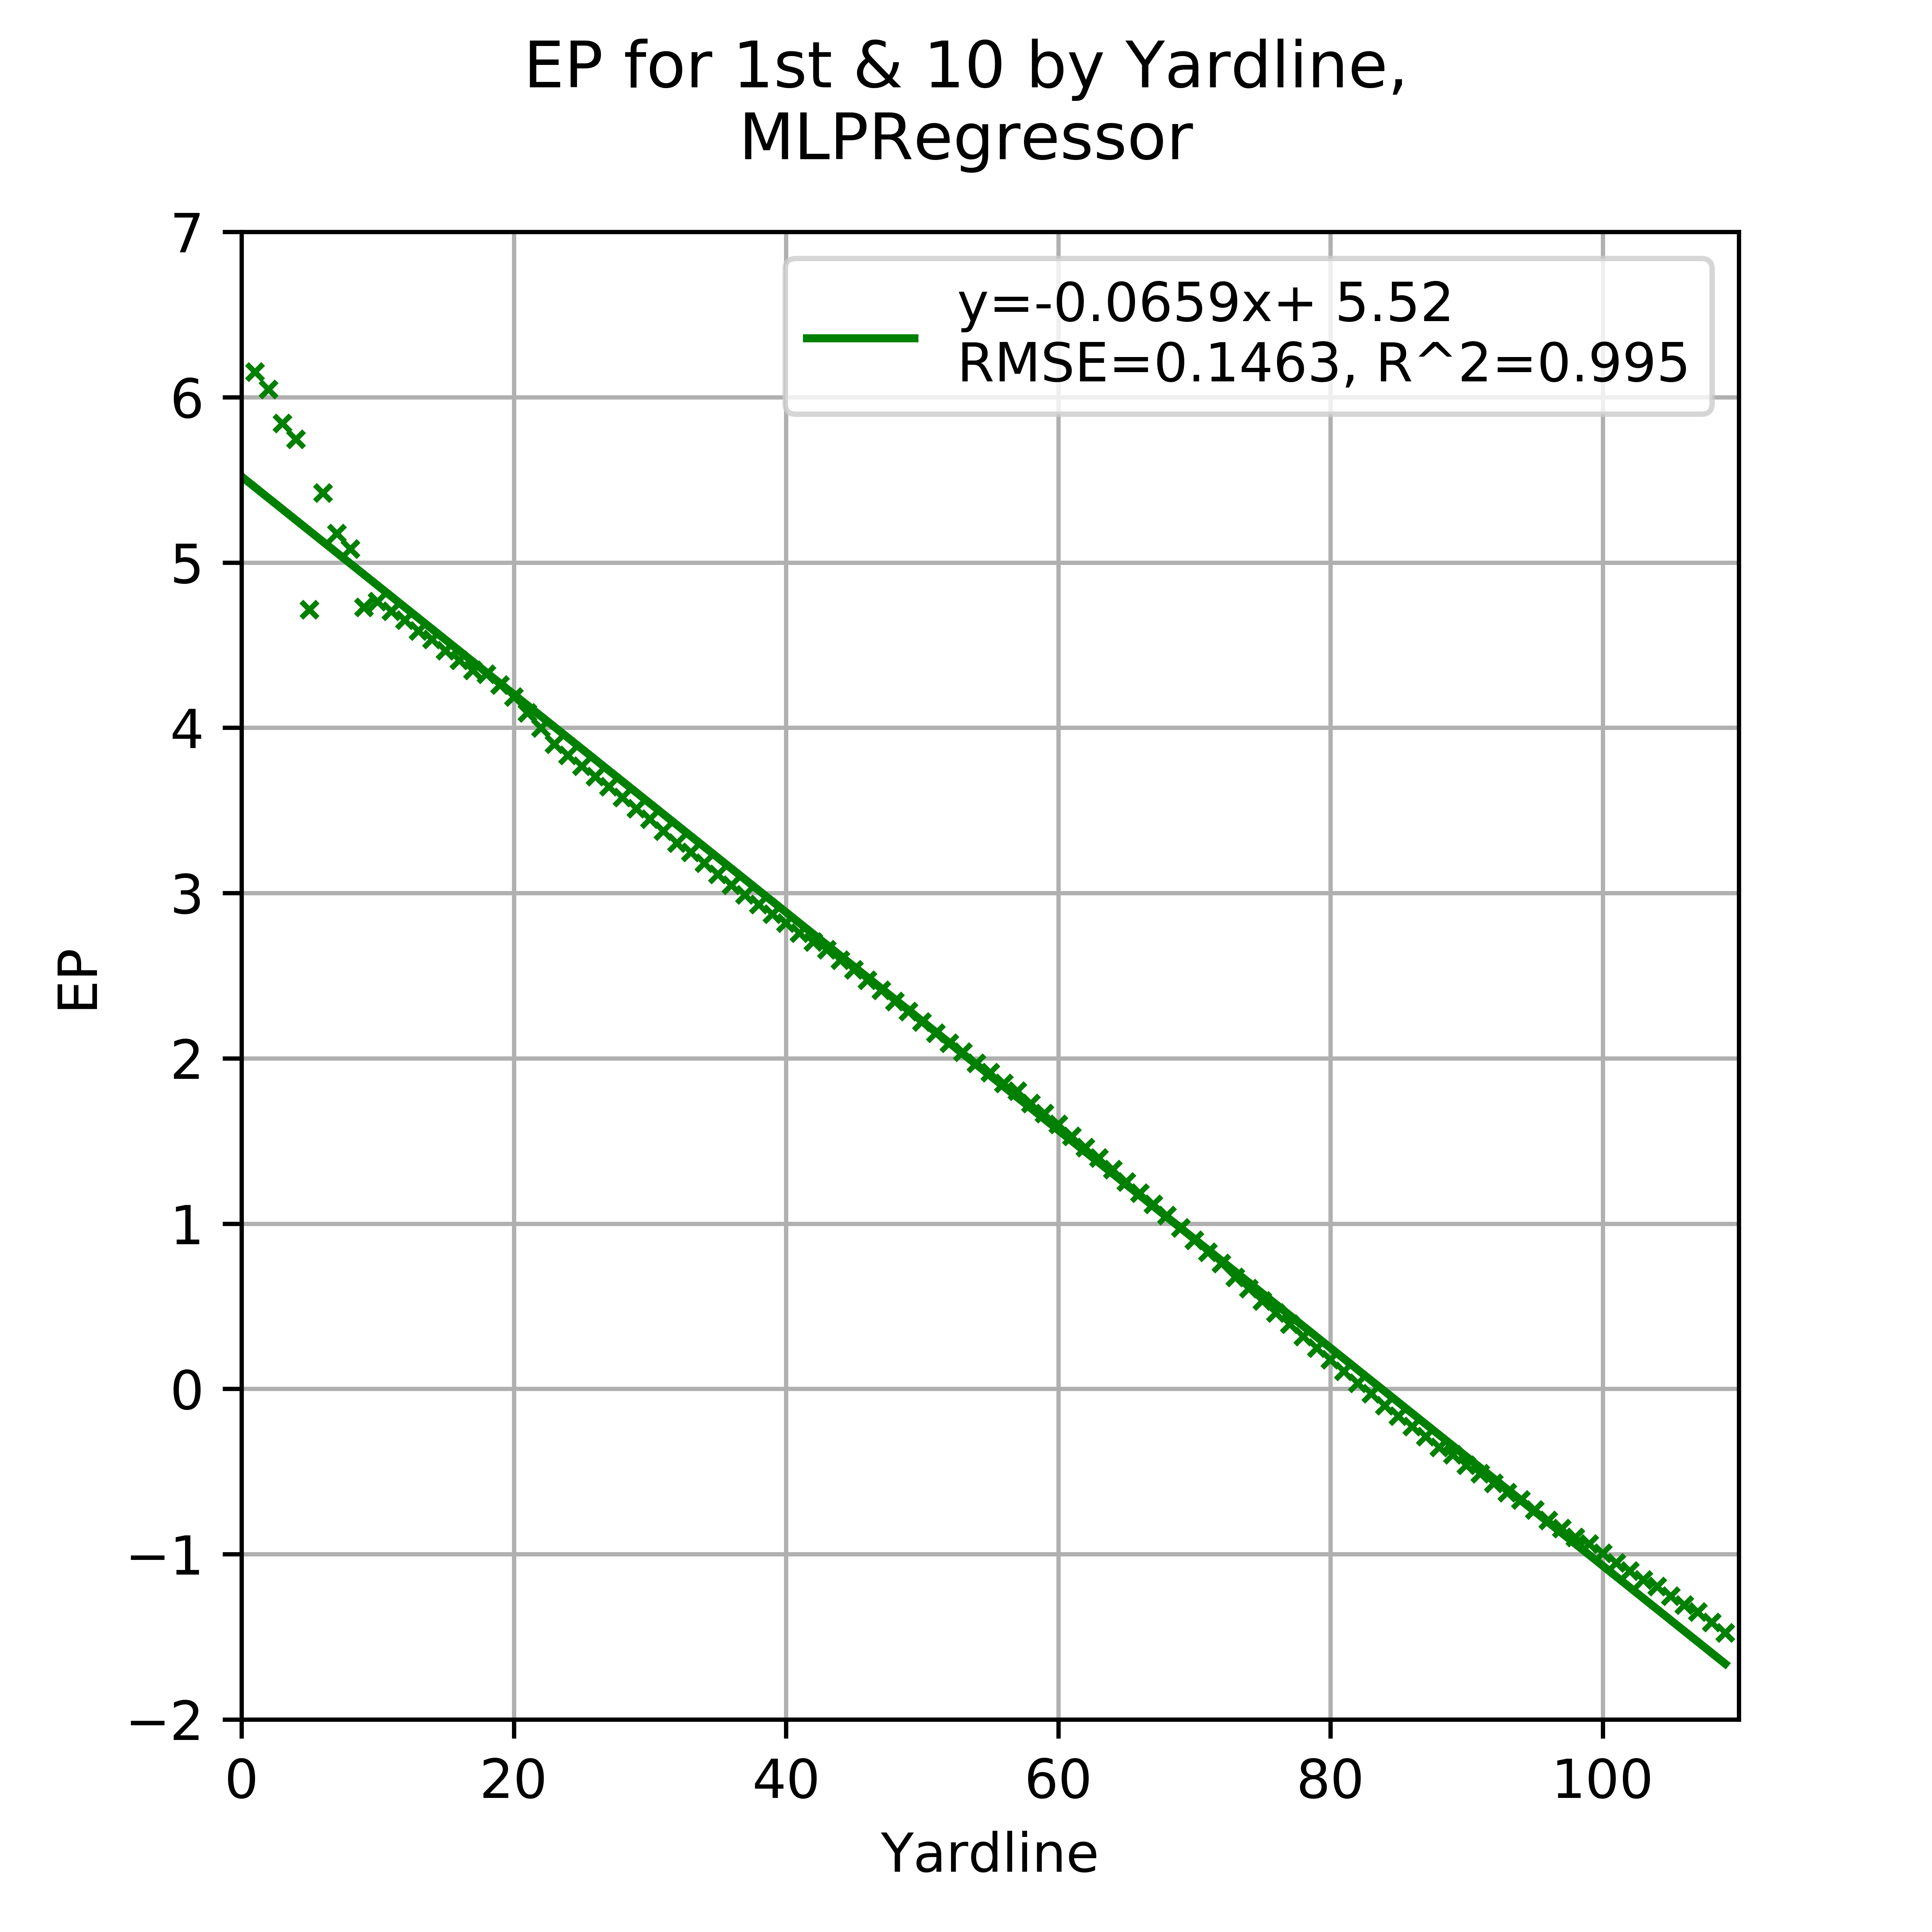 EP for 1st & 10 by Yardline,
MLPRegressor
y=-0.0659x+ 5.52
RMSE=0.1463, R^2=0.995
7
6
5
4
3
2
1
0
−1
−2
EP
0 20 40 60 80 100
Yardline